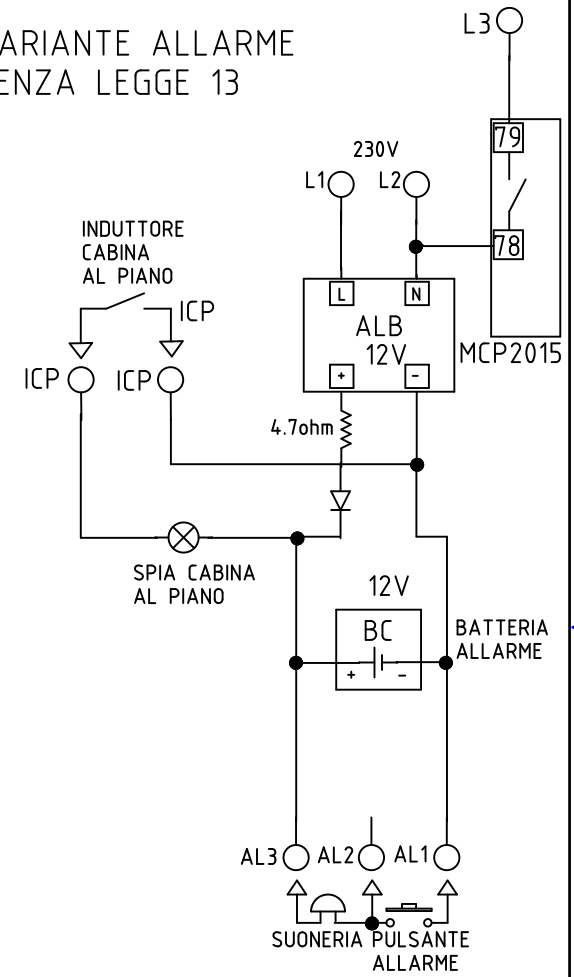 ARIANTE ALLARME
ENZA LEGGE 13
L3
79
78
MCP2015
230V
L1
L2
L
N
ALB
12V
+
-
INDUTTORE
CABINA
AL PIANO
ICP
ICP
ICP
4.7ohm
SPIA CABINA
AL PIANO
12V
BC
+
-
BATTERIA
ALLARME
AL3
AL2
AL1
SUONERIA
PULSANTE
ALLARME